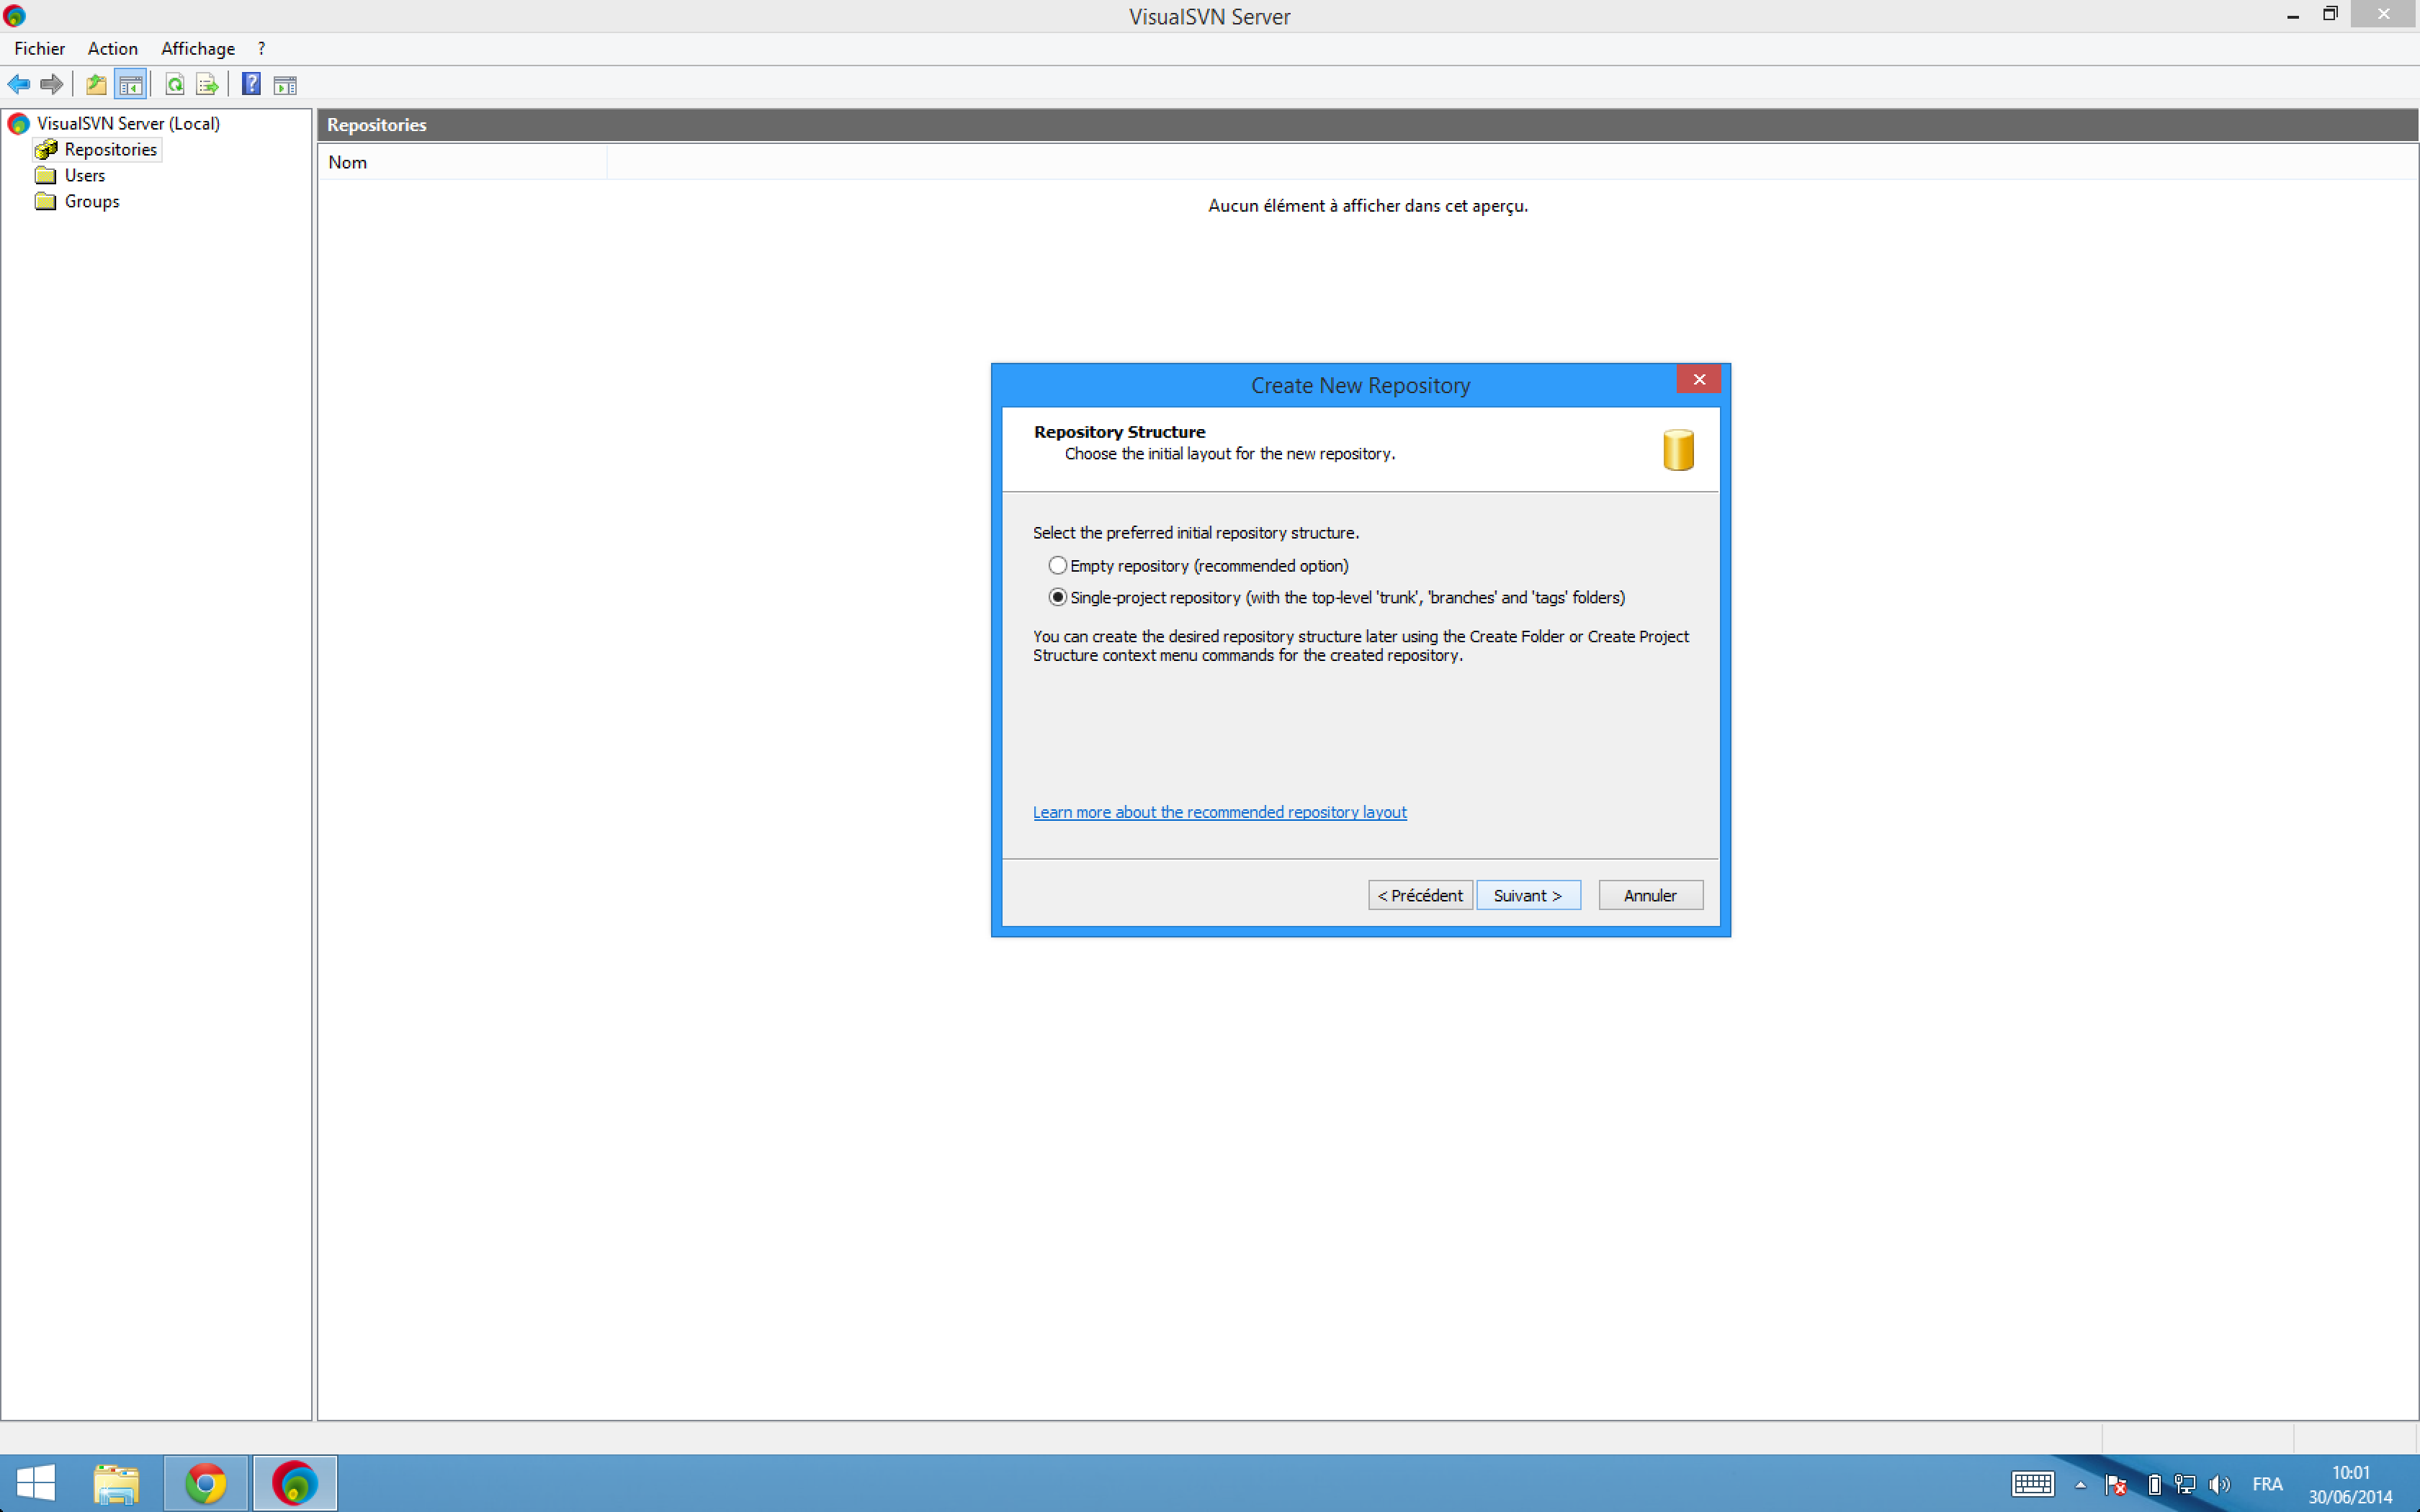 VisualSVN Server
Fichier Action Affichage ?
VisualSVN Server (Local)
Repositories
Users
Groups
Repositories
Nom
Aucun élément à afficher dans cet aperçu.
Create New Repository
Repository Structure
Choose the initial layout for the new repository.
Select the preferred initial repository structure.
Empty repository (recommended option)
Single-project repository (with the top-level 'trunk', 'branches' and 'tags' folders)
You can create the desired repository structure later using the Create Folder or Create Project
Structure context menu commands for the created repository.
Learn more about the recommended repository layout
< Précédent Suivant > Annuler
FRA
10:01
30/06/2014